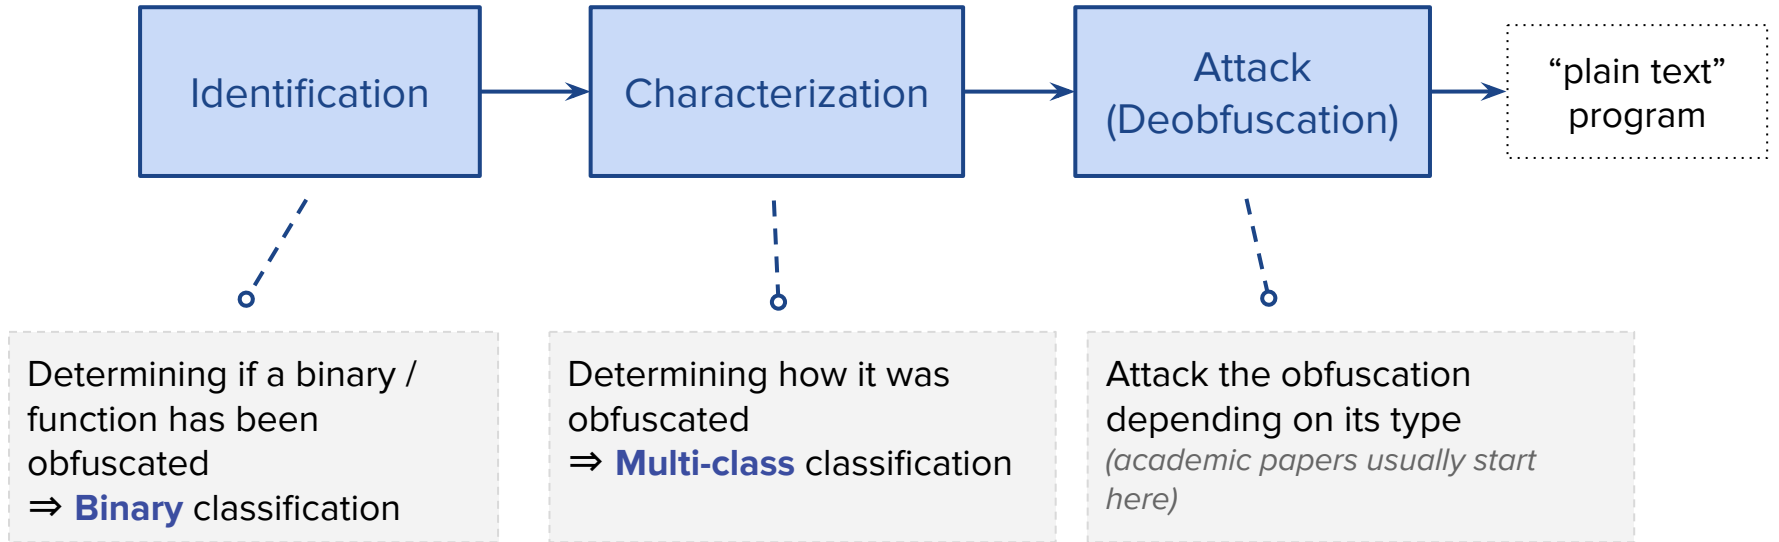 Identification
Characterization
Attack
(Deobfuscation)
“plain text”
program
Determining if a binary /
function has been
obfuscated
⇒ Binary classification
Determining how it was
obfuscated
⇒ Multi-class classification
Attack the obfuscation
depending on its type
(academic papers usually start
here)